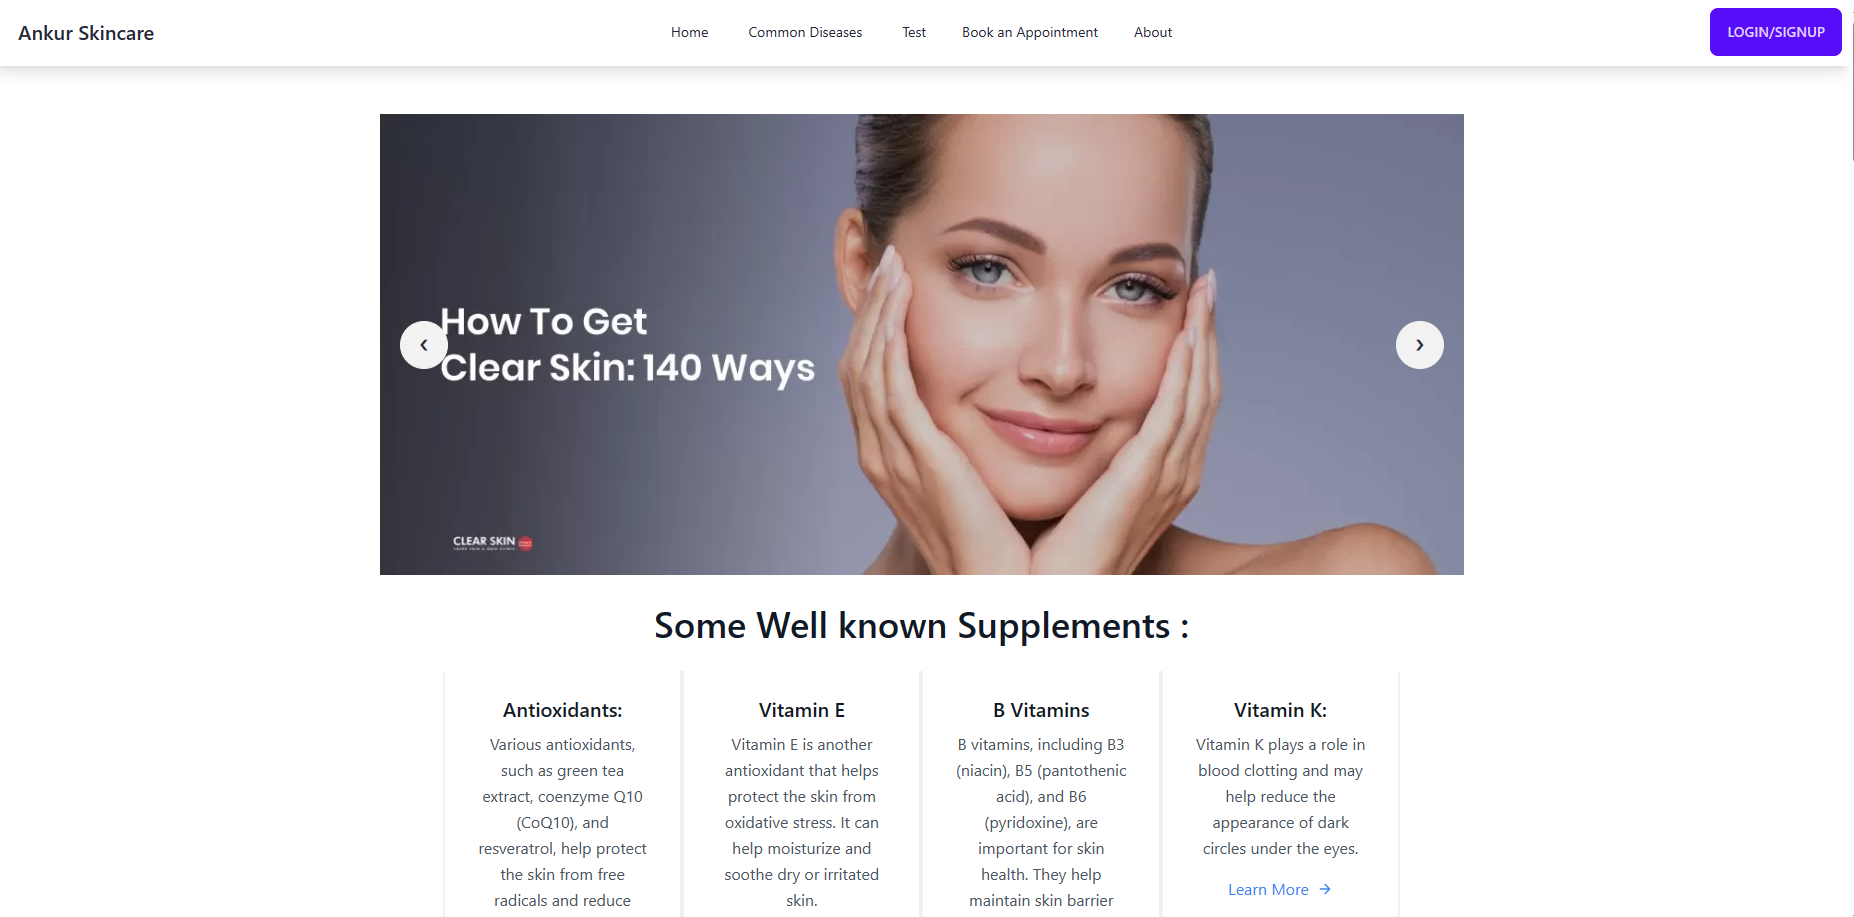 Ankur Skincare
Home
Common Diseases
Test
Book an Appointment
About
LOGIN/SIGNUP
How To Get
Clear Skin: 140 Ways
CLEAR SKIN
Some Well known Supplements :
Antioxidants:
Various antioxidants,
such as green tea
extract, coenzyme Q10
(CoQ10), and
resveratrol, help protect
the skin from free
radicals and reduce
Vitamin E
Vitamin E is another
antioxidant that helps
protect the skin from
oxidative stress. It can
help moisturize and
soothe dry or irritated
skin.
B Vitamins
B vitamins, including B3
(niacin), B5 (pantothenic
acid), and B6
(pyridoxine), are
important for skin
health. They help
maintain skin barrier
Vitamin K:
Vitamin K plays a role in
blood clotting and may
help reduce the
appearance of dark
circles under the eyes.
Learn More →